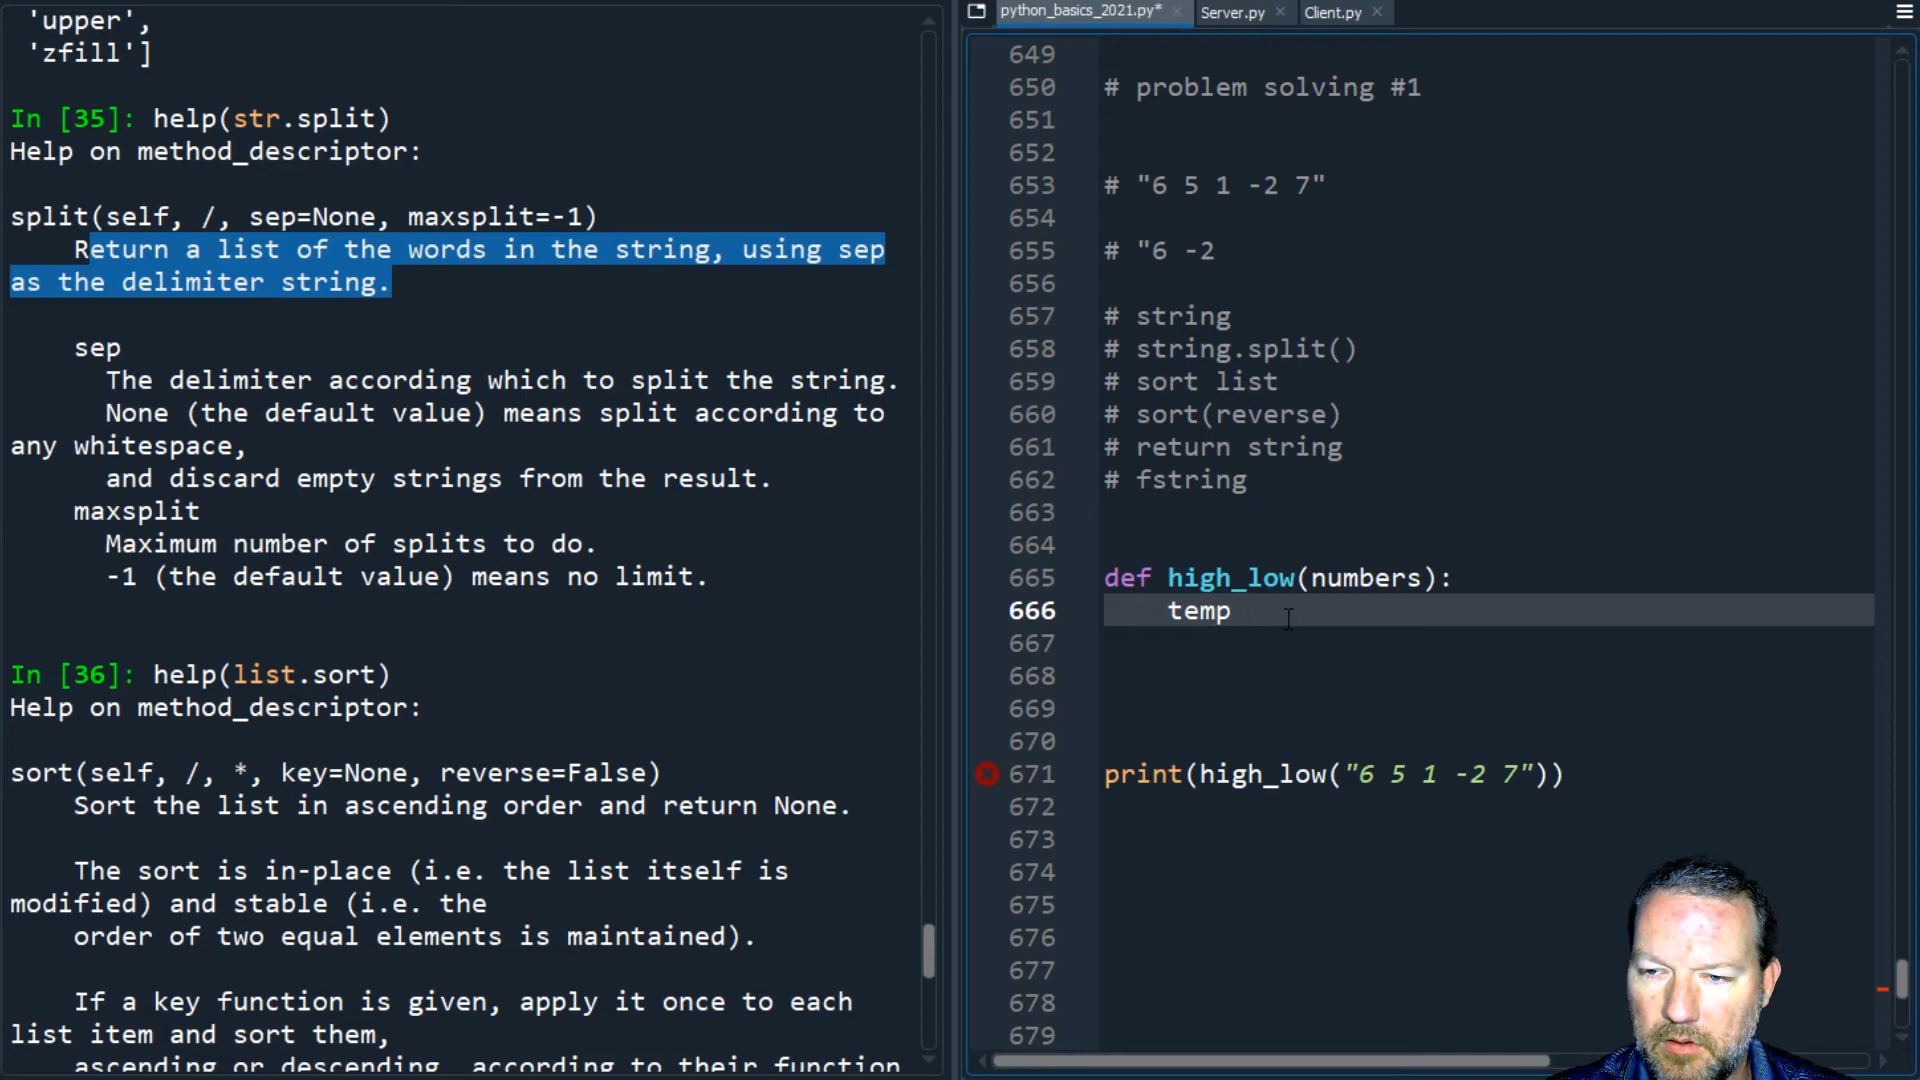 'upper',
'zfill']
In [35]: help(str.split)
Help on method_descriptor:
split(self, /, sep=None, maxsplit=-1)
Return a list of the words in the string, using sep
as the delimiter string.
sep
The delimiter according which to split the string.
None (the default value) means split according to
any whitespace,
and discard empty strings from the result.
maxsplit
Maximum number of splits to do.
-1 (the default value) means no limit.
In [36]: help(list.sort)
Help on method_descriptor:
sort(self, /, *, key=None, reverse=False)
Sort the list in ascending order and return None.
The sort is in-place (i.e. the list itself is
modified) and stable (i.e. the
order of two equal elements is maintained).
If a key function is given, apply it once to each
list item and sort them,
ascending or descending, according to their function
python_basics_2021.py*
Server.py
Client.py
649
650 # problem solving #1
651
652
653 # "6 5 1 -2 7"
654
655 # "6 -2
656
657 # string
658 # string.split()
659 # sort list
660 # sort(reverse)
661 # return string
662 # fstring
663
664
665 def high_low(numbers):
666 temp
667
668
669
670
671 print(high_low("6 5 1 -2 7"))
672
673
674
675
676
677
678
679